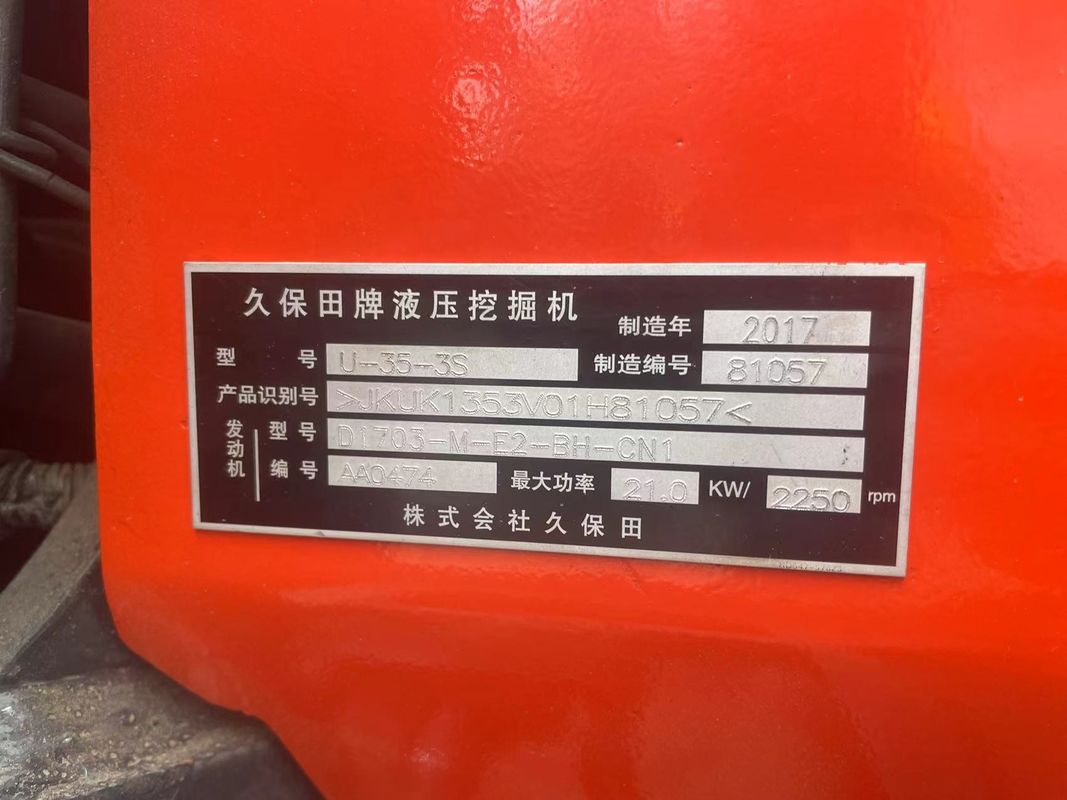 久保田牌液压挖掘机
制造年 2017
型号 U-35-3S 制造编号 81057
产品识别号 >JKUK1353V01H81057<
发动机 型号 D1703-M-E2-BH-CN1
编号 AA0474 最大功率 21.0 KW/ 2250 rpm
株式会社久保田